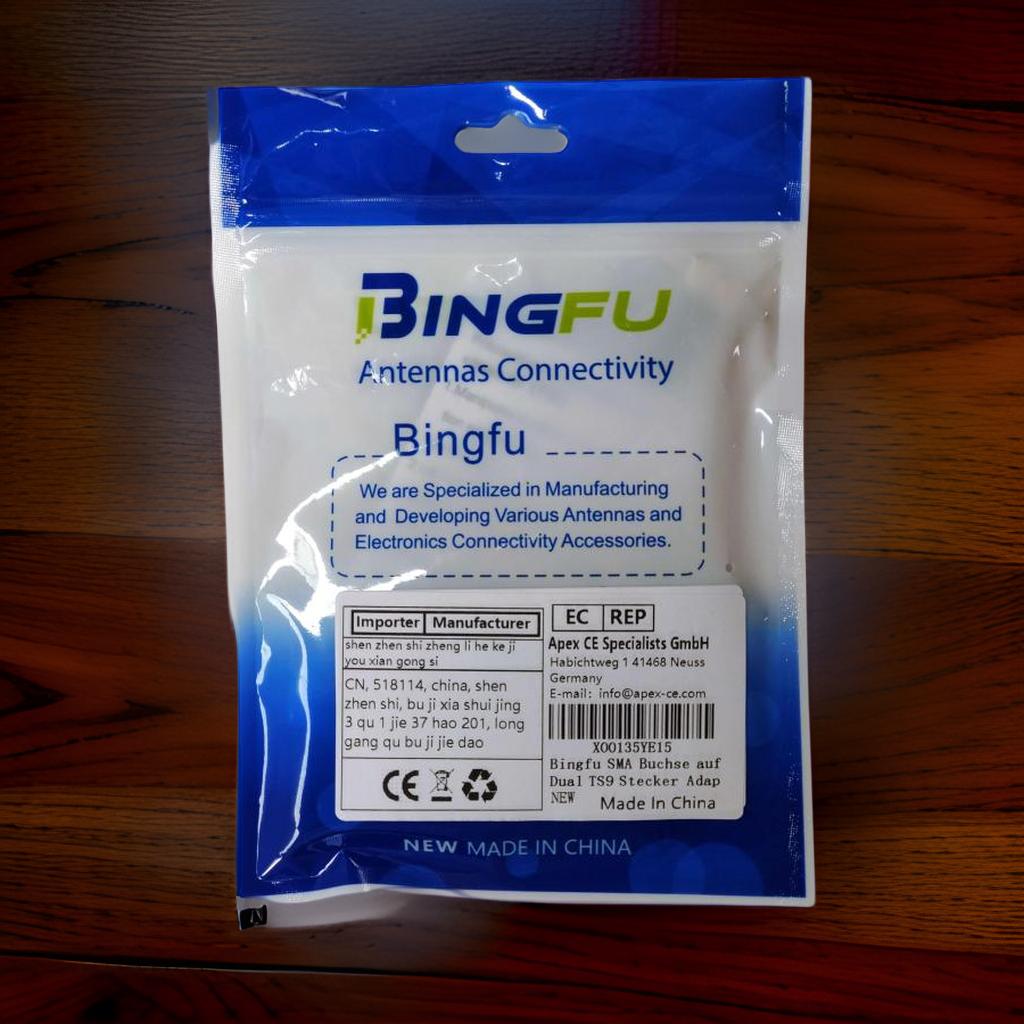 BINGFU
Antennas Connectivity
Bingfu
We are Specialized in Manufacturing
and Developing Various Antennas and
Electronics Connectivity Accessories.
Importer Manufacturer
shen zhen shi zheng li he ke ji
you xian gong si
CN, 518114, china, shen
zhen shi, bu ji xia shui jing
3 qu 1 jie 37 hao 201, long
gang qu bu ji jie dao
CE
EC REP
Apex CE Specialists GmbH
Habichtweg 1 41468 Neuss
Germany
E-mail: info@apex-ce.com
X00135YE15
Bingfu SMA Buchse auf
Dual TS9 Stecker Adap
NEW
Made In China
NEW MADE IN CHINA